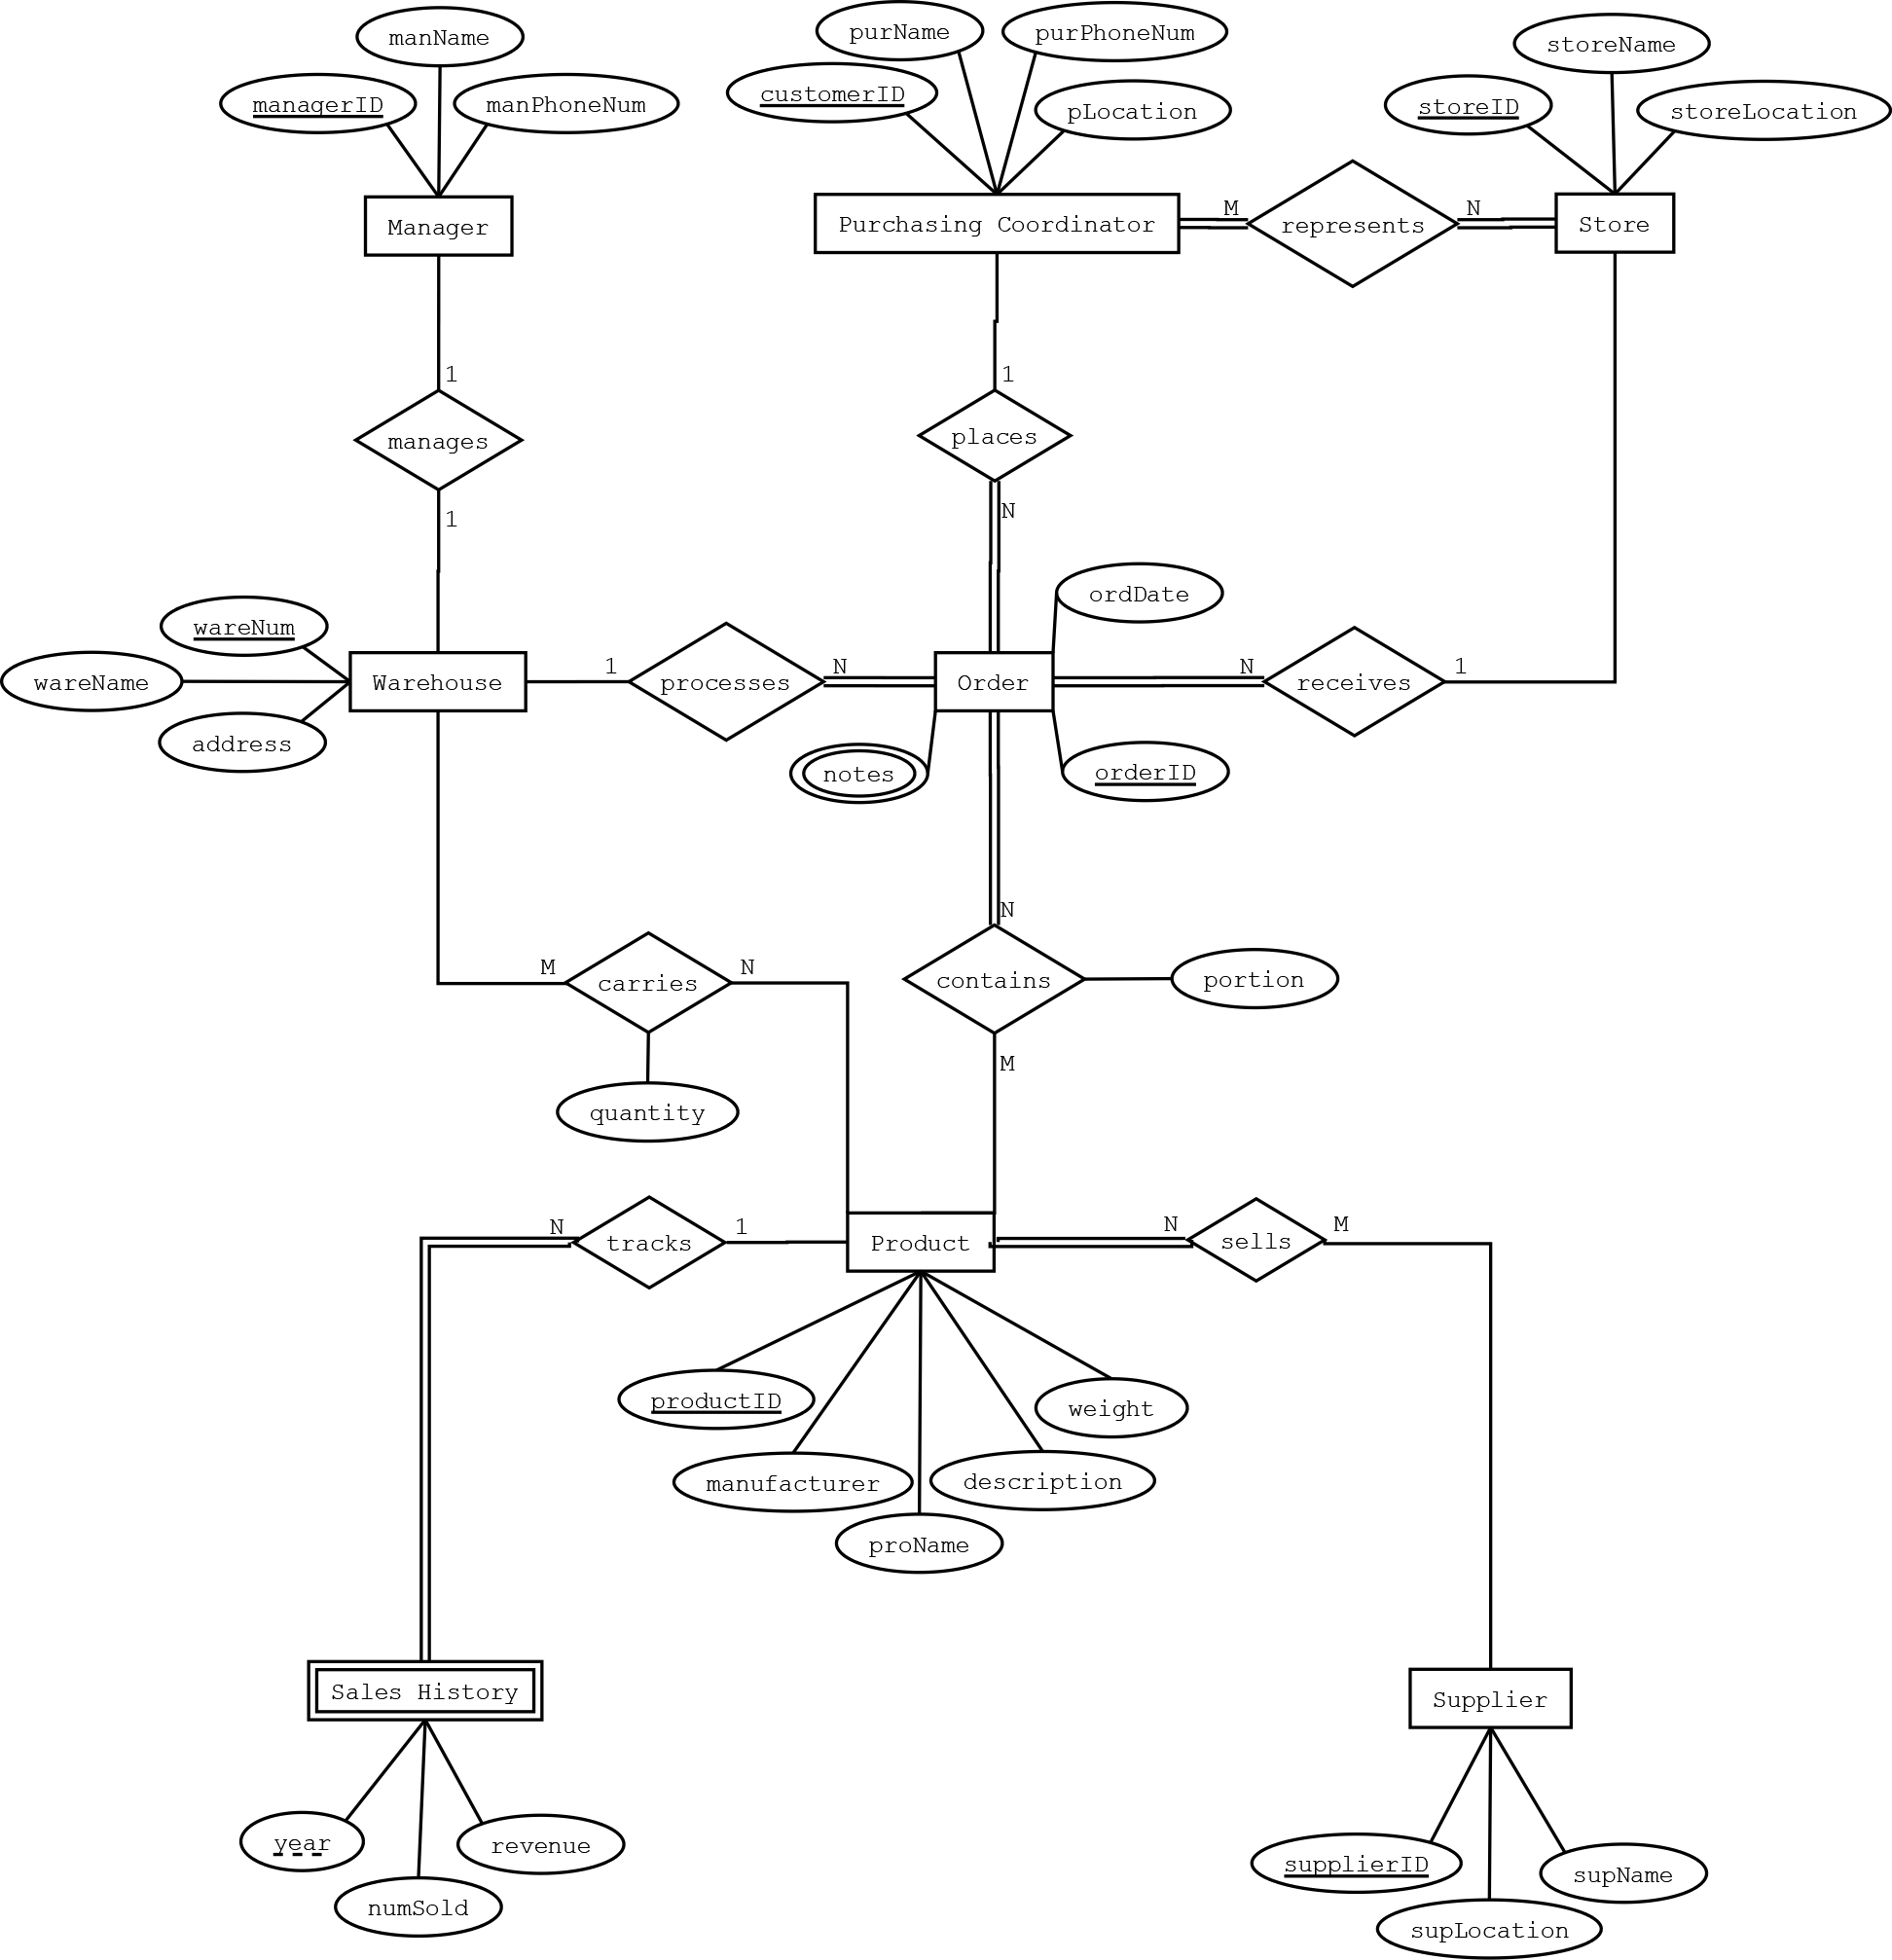 manName
managerID
manPhoneNum
purName
purPhoneNum
customerID
pLocation
storeName
storeID
storeLocation
Manager
Purchasing Coordinator
M
represents
N
Store
1
manages
1
1
places
N
ordDate
wareNum
wareName
Warehouse
address
1
processes
N
Order
N
receives
1
notes
orderID
N
M
carries
N
contains
portion
M
quantity
N
tracks
1
Product
N
sells
M
productID
weight
manufacturer
description
proName
Sales History
Supplier
year
revenue
numSold
supplierID
supName
supLocation